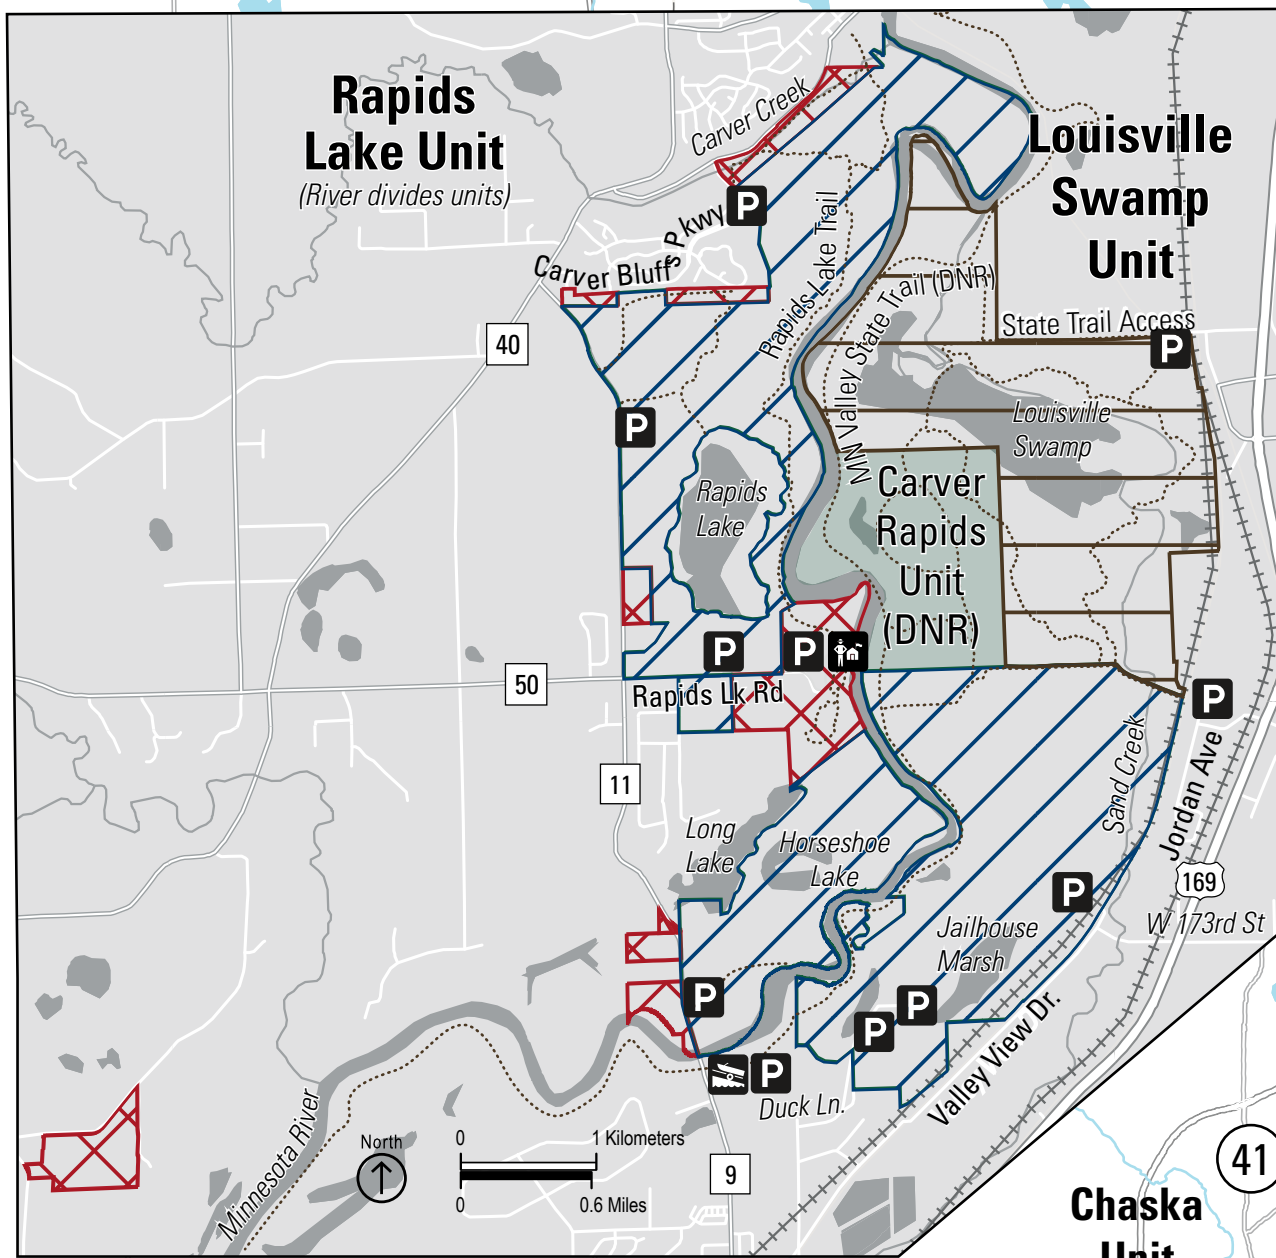 Rapids
Lake Unit
(River divides units)
Louisville
Swamp
Unit
Carver Creek
P
Carver Bluffs Pkwy
Rapids Lake Trail
MN Valley State Trail (DNR)
State Trail Access
P
40
P
Louisville
Swamp
Rapids
Lake
Carver
Rapids
Unit
(DNR)
P
P
50
Rapids Lk Rd
P
11
Sand Creek
Jordan Ave
Long
Lake
Horseshoe
Lake
169
P
W 173rd St
Jailhouse
Marsh
P
P
P
Valley View Dr.
P
Duck Ln.
Minnesota River
North
0
1 Kilometers
0
0.6 Miles
9
41
Chaska
Unit